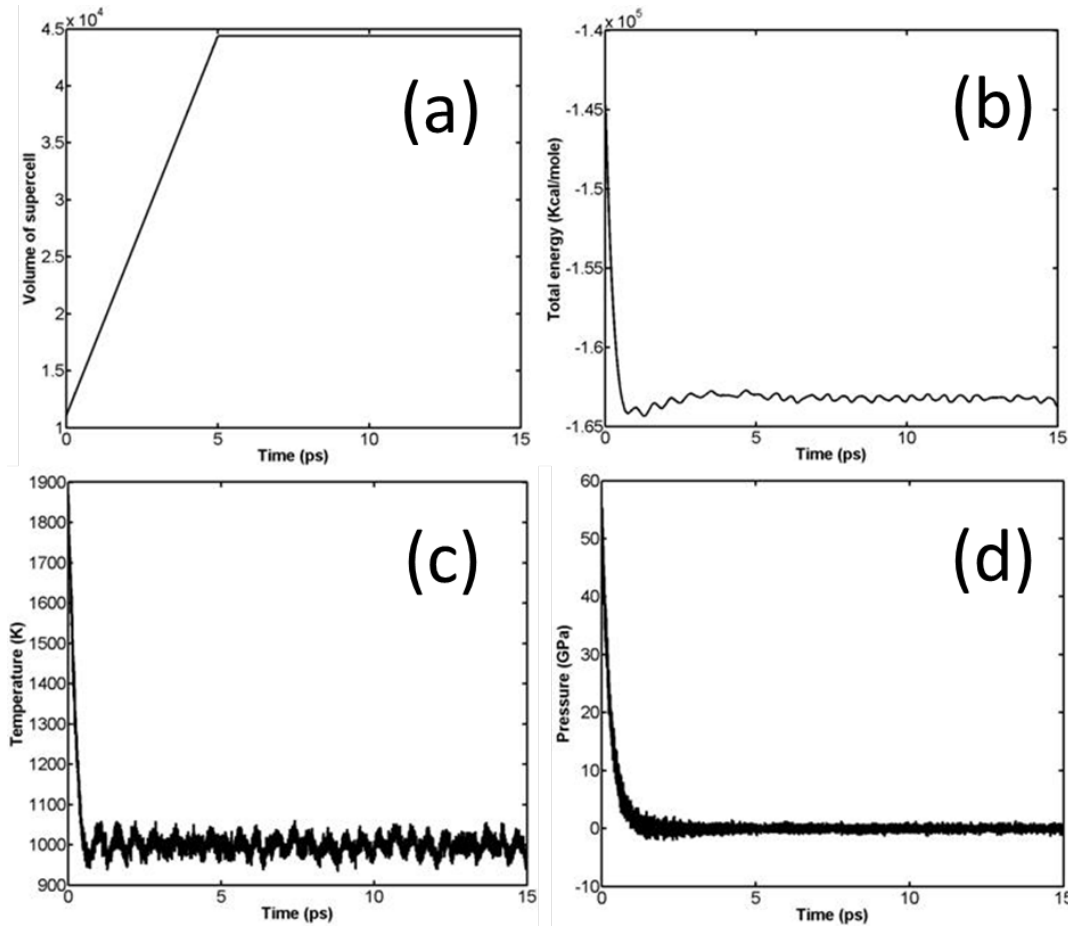 4.5 x 10⁴
4
3.5
3
2.5
2
1.5
1
0 5 10 15
Volume of supercell
Time (ps)
(a)
-1.4 x 10⁵
-1.45
-1.5
-1.55
-1.6
-1.65
0 5 10 15
Total energy (Kcal/mole)
Time (ps)
(b)
1900
1800
1700
1600
1500
1400
1300
1200
1100
1000
900
0 5 10 15
Temperature (K)
Time (ps)
(c)
60
50
40
30
20
10
0
-10
0 5 10 15
Pressure (GPa)
Time (ps)
(d)